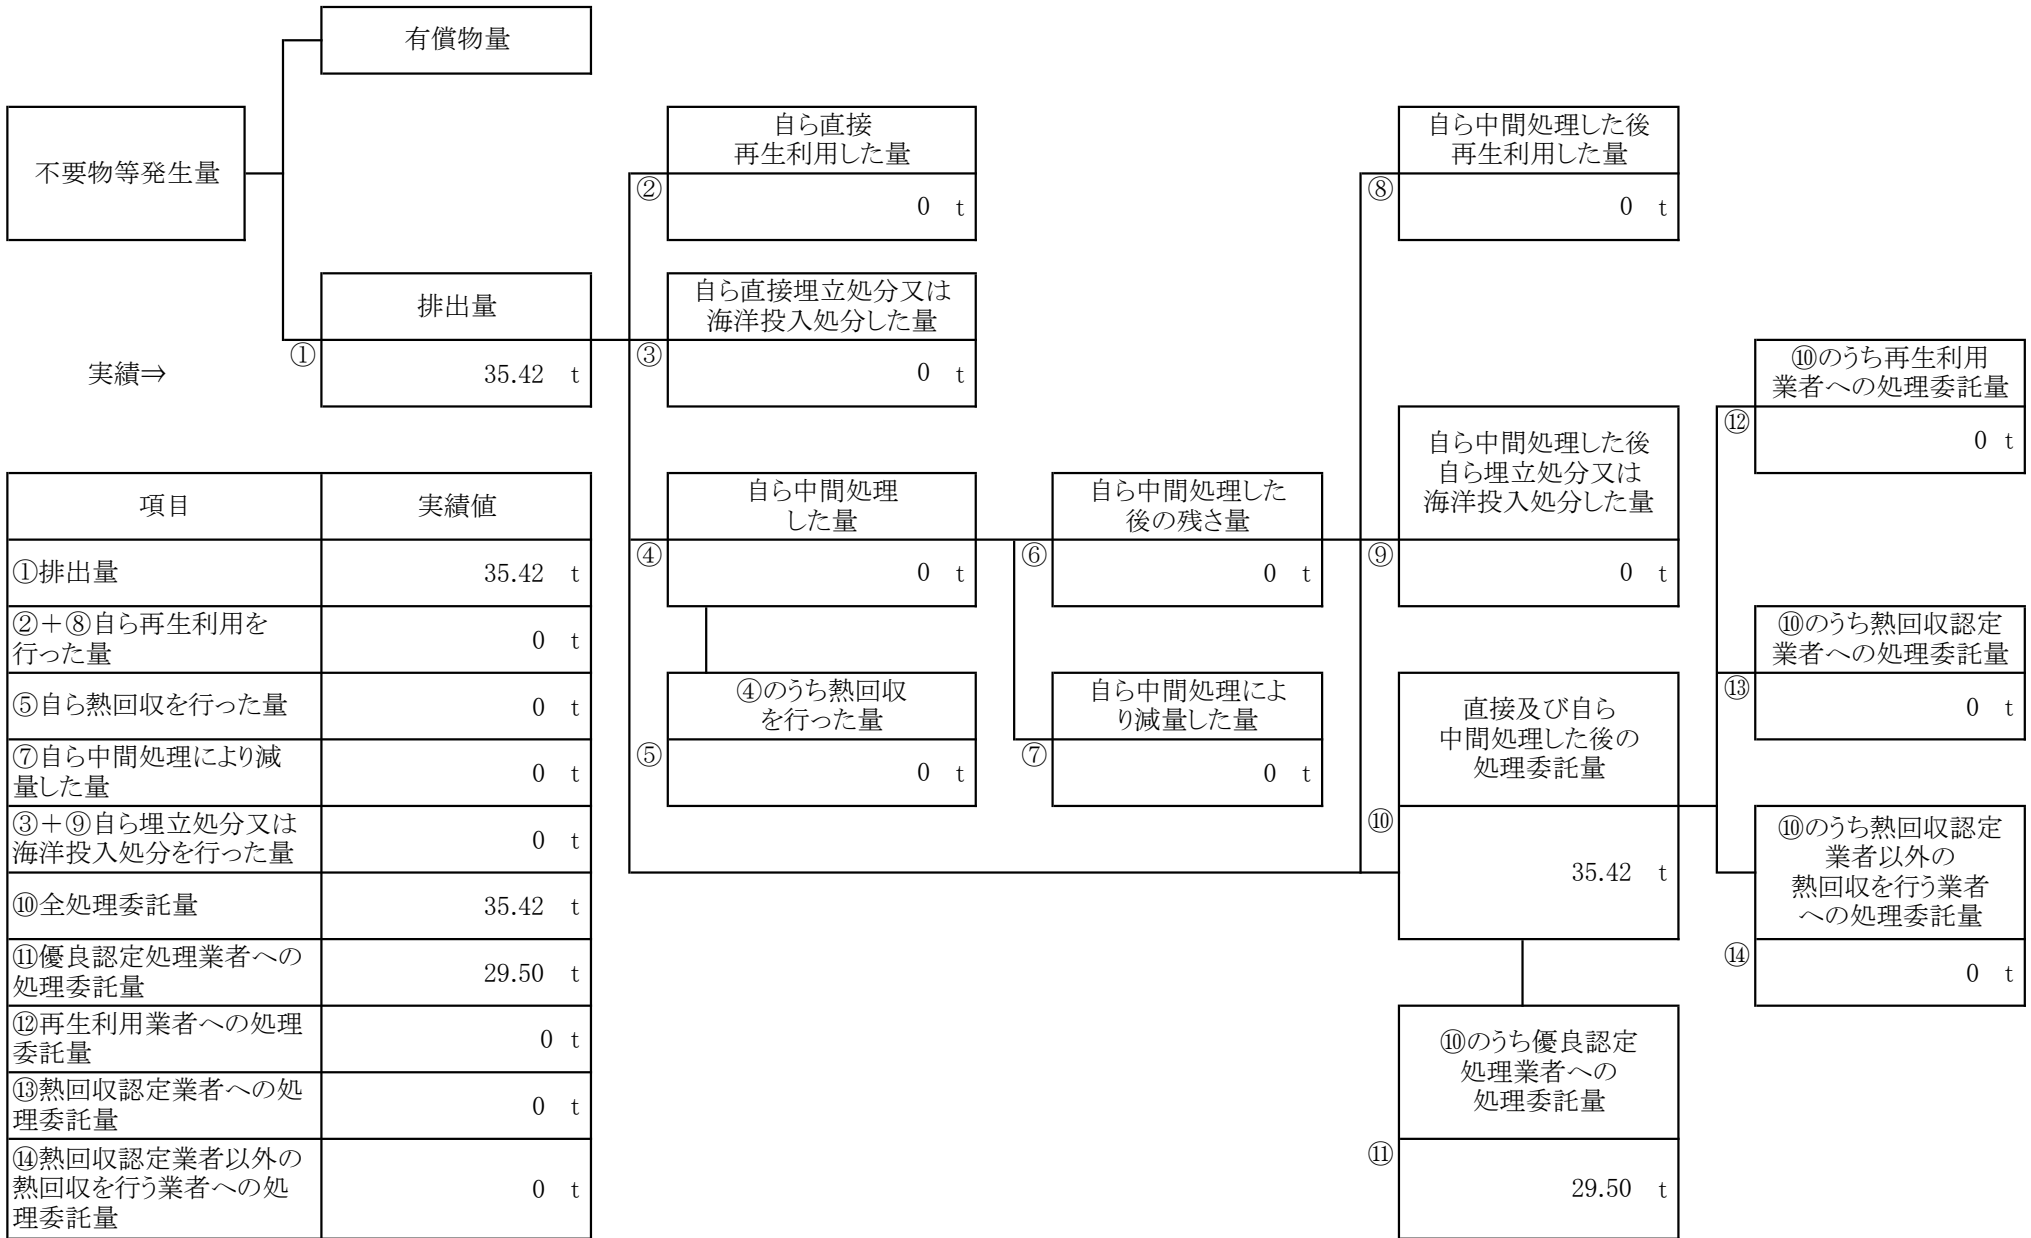 有償物量
不要物等発生量
排出量
①
35.42 t
実績⇒
自ら直接
再生利用した量
②
0 t
自ら直接埋立処分又は
海洋投入処分した量
③
0 t
自ら中間処理
した量
④
0 t
④のうち熱回収
を行った量
⑤
0 t
自ら中間処理した
後の残さ量
⑥
0 t
自ら中間処理によ
り減量した量
⑦
0 t
自ら中間処理した後
再生利用した量
⑧
0 t
自ら中間処理した後
自ら埋立処分又は
海洋投入処分した量
⑨
0 t
直接及び自ら
中間処理した後の
処理委託量
⑩
35.42 t
⑩のうち優良認定
処理業者への
処理委託量
⑪
29.50 t
⑩のうち再生利用
業者への処理委託量
⑫
0 t
⑩のうち熱回収認定
業者への処理委託量
⑬
0 t
⑩のうち熱回収認定
業者以外の
熱回収を行う業者
への処理委託量
⑭
0 t
項目 実績値
①排出量 35.42 t
②+⑧自ら再生利用を
行った量 0 t
⑤自ら熱回収を行った量 0 t
⑦自ら中間処理により減
量した量 0 t
③+⑨自ら埋立処分又は
海洋投入処分を行った量 0 t
⑩全処理委託量 35.42 t
⑪優良認定処理業者への
処理委託量 29.50 t
⑫再生利用業者への処理
委託量 0 t
⑬熱回収認定業者への処
理委託量 0 t
⑭熱回収認定業者以外の
熱回収を行う業者への処
理委託量 0 t